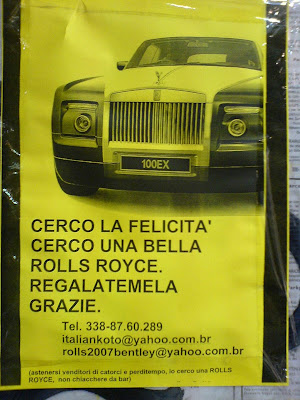 100EX
CERCO LA FELICITA'
CERCO UNA BELLA
ROLLS ROYCE.
REGALATEMELA
GRAZIE.
Tel. 338-87.60.289
italiankoto@yahoo.com.br
rolls2007bentley@yahoo.com.br
(astenersi venditori di catorci e perditempo, io cerco una ROLLS
ROYCE, non chiacchere da bar)